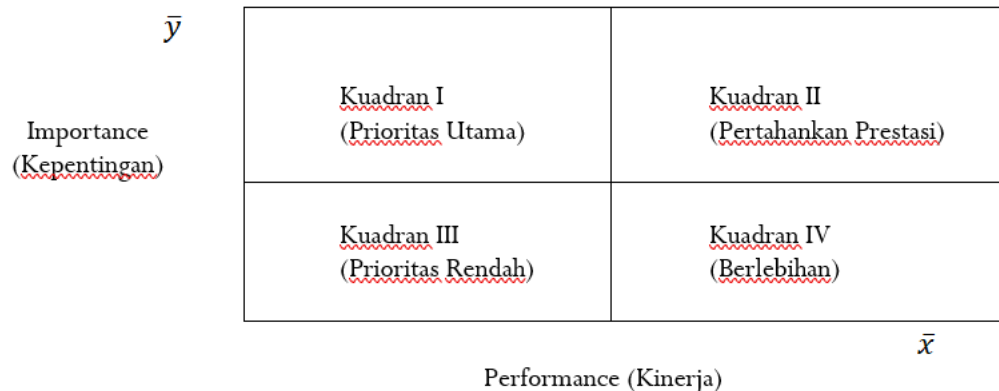 ȳ
Kuadran I
(Prioritas Utama)
Kuadran II
(Pertahankan Prestasi)
Importance
(Kepentingan)
Kuadran III
(Prioritas Rendah)
Kuadran IV
(Berlebihan)
x̄
Performance (Kinerja)